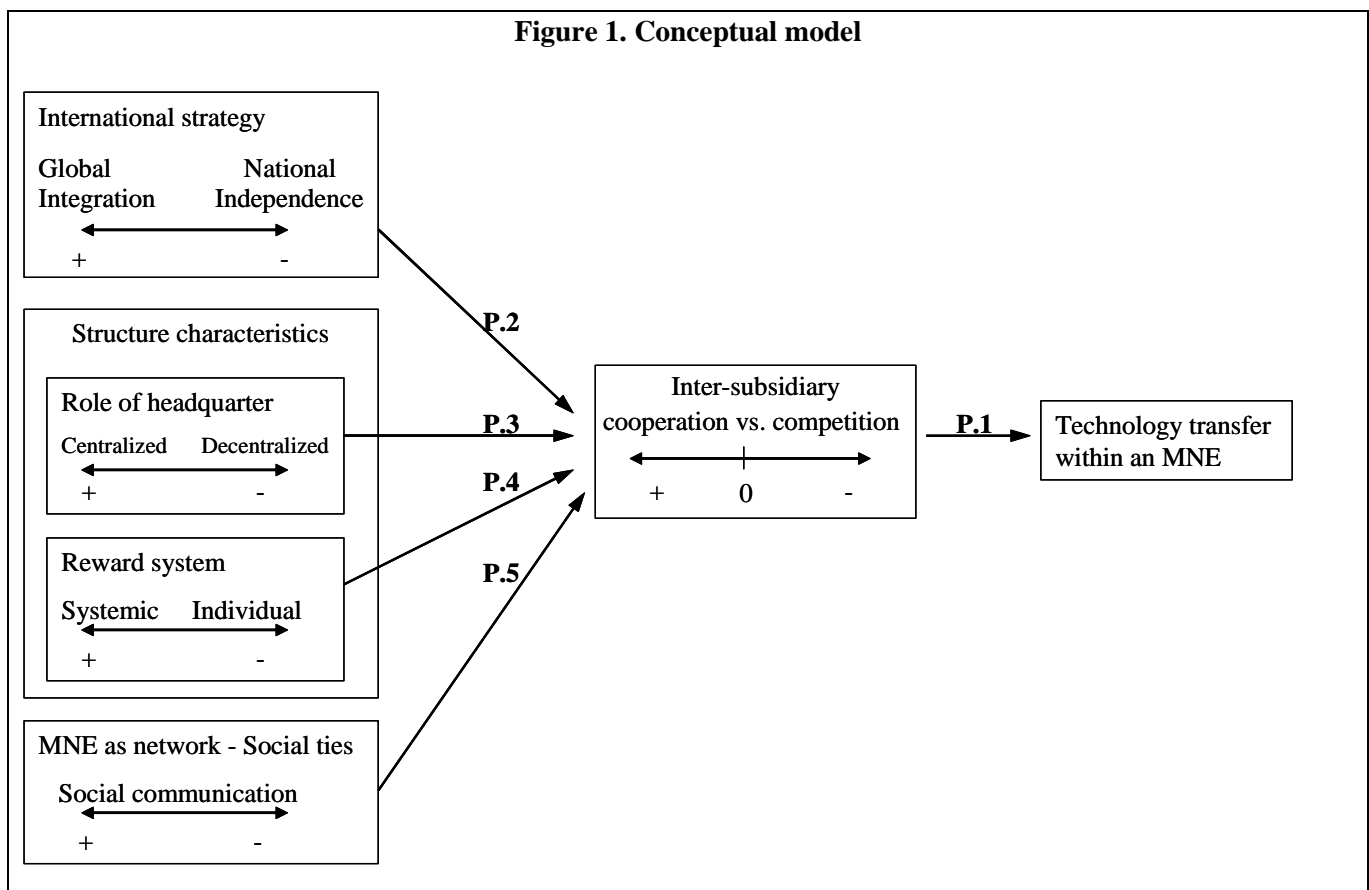 Figure 1. Conceptual model
International strategy
Global National
Integration Independence
+ -
Structure characteristics
Role of headquarter
Centralized Decentralized
+ -
Reward system
Systemic Individual
+ -
MNE as network - Social ties
Social communication
+ -
P.2
P.3
P.4
P.5
Inter-subsidiary
cooperation vs. competition
+ 0 -
P.1
Technology transfer
within an MNE